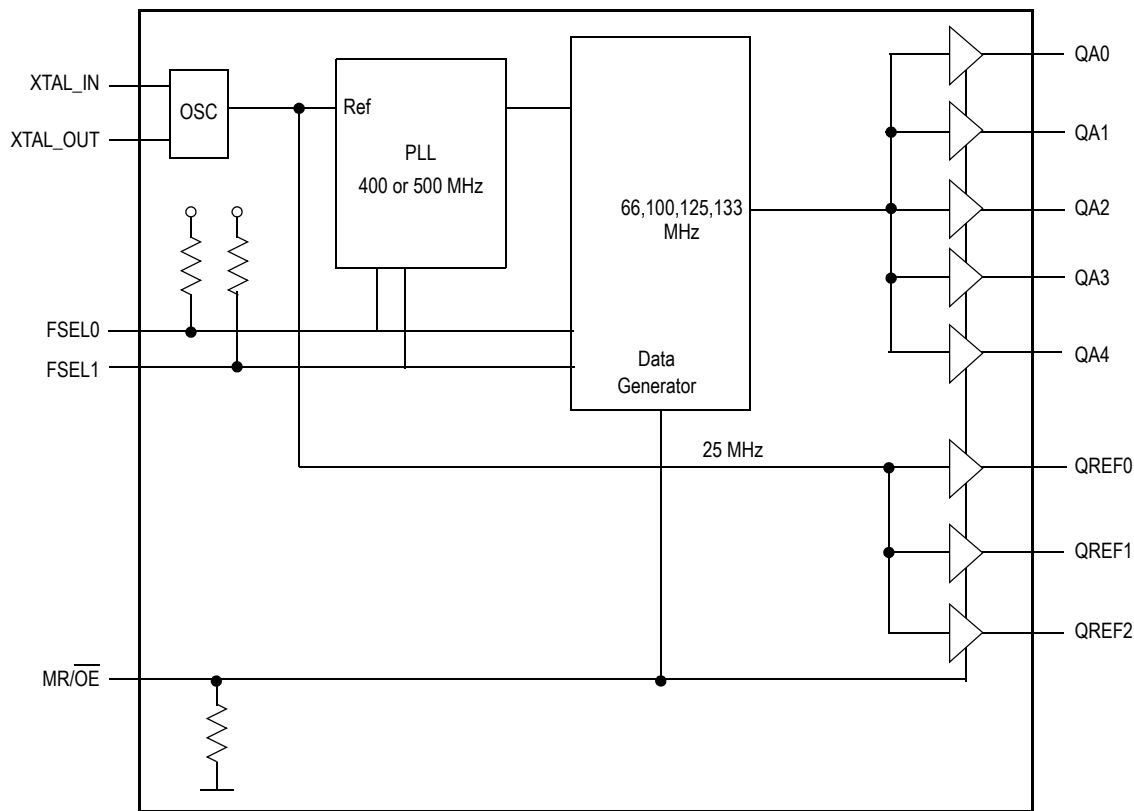 XTAL_IN
XTAL_OUT
OSC
Ref
PLL
400 or 500 MHz
66,100,125,133
MHz
Data
Generator
FSEL0
FSEL1
25 MHz
MR/O̅E̅
QA0
QA1
QA2
QA3
QA4
QREF0
QREF1
QREF2